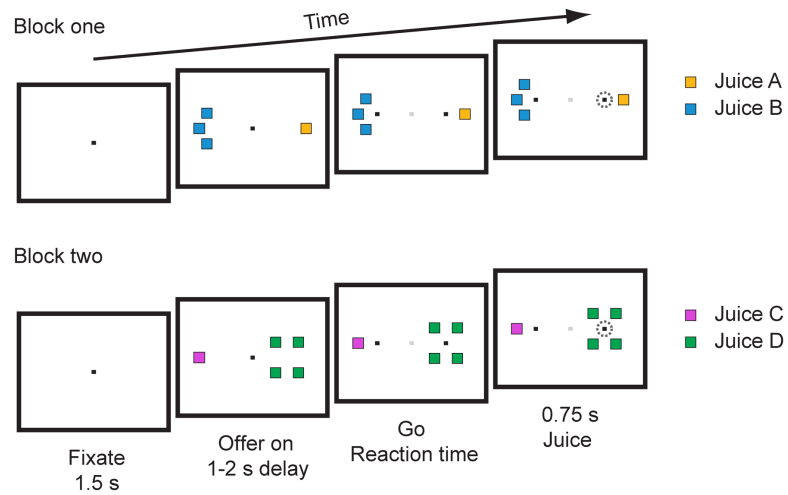 Block one
Time
Juice A
Juice B
Block two
Juice C
Juice D
Fixate
1.5 s
Offer on
1-2 s delay
Go
Reaction time
0.75 s
Juice